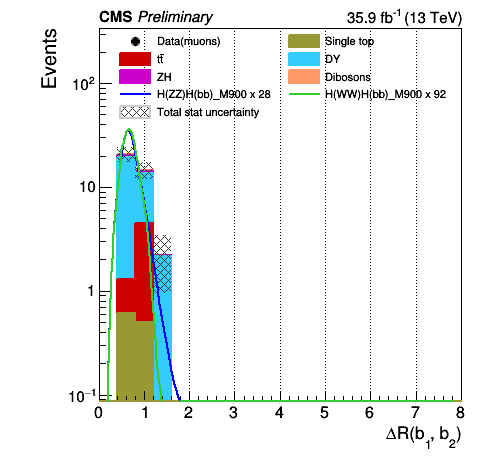 CMS Preliminary 35.9 fb⁻¹ (13 TeV)
Events
Data(muons) Single top
tt̄ DY
ZH Dibosons
H(ZZ)H(bb)_M900 x 28 H(WW)H(bb)_M900 x 92
Total stat uncertainty
10²
10
1
10⁻¹
0 1 2 3 4 5 6 7 8
ΔR(b₁, b₂)